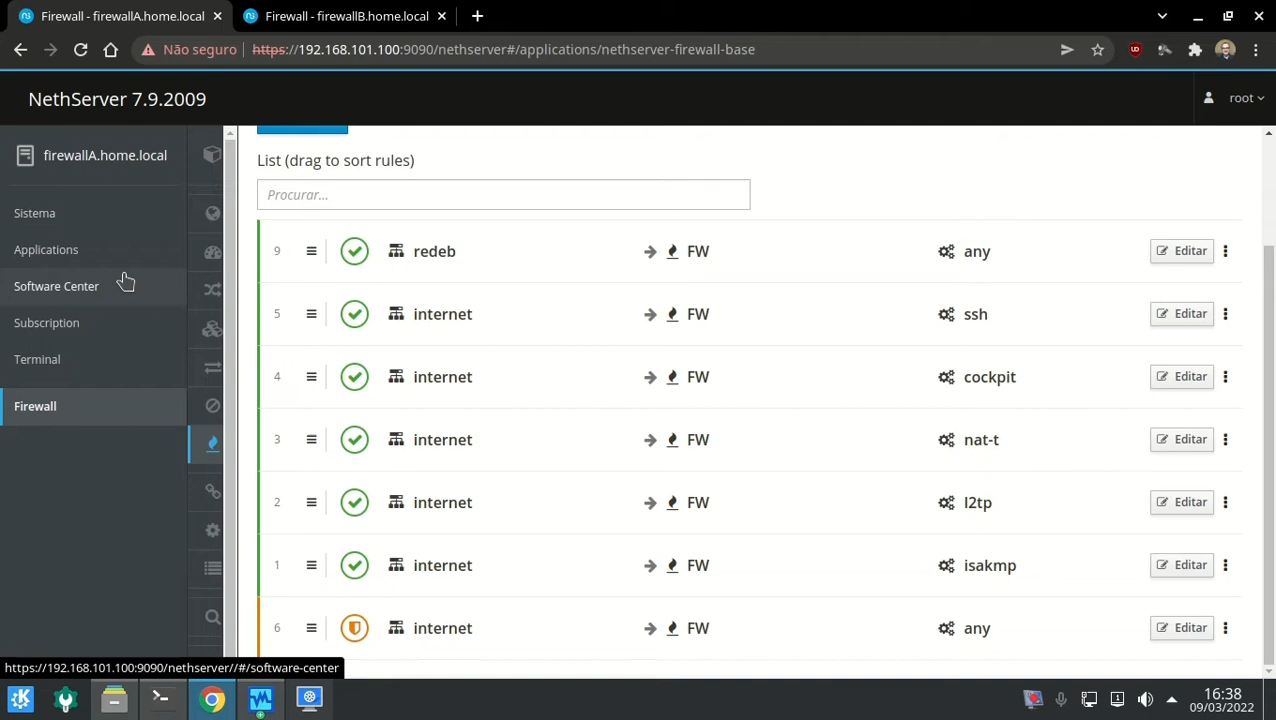 Firewall - firewallA.home.local
Firewall - firewallB.home.local
Não seguro
https://192.168.101.100:9090/nethserver#/applications/nethserver-firewall-base
NethServer 7.9.2009
root
firewallA.home.local
Sistema
Applications
Software Center
Subscription
Terminal
Firewall
List (drag to sort rules)
Procurar...
9 redeb FW any Editar
5 internet FW ssh Editar
4 internet FW cockpit Editar
3 internet FW nat-t Editar
2 internet FW l2tp Editar
1 internet FW isakmp Editar
6 internet FW any Editar
https://192.168.101.100:9090/nethserver//#/software-center
16:38
09/03/2022